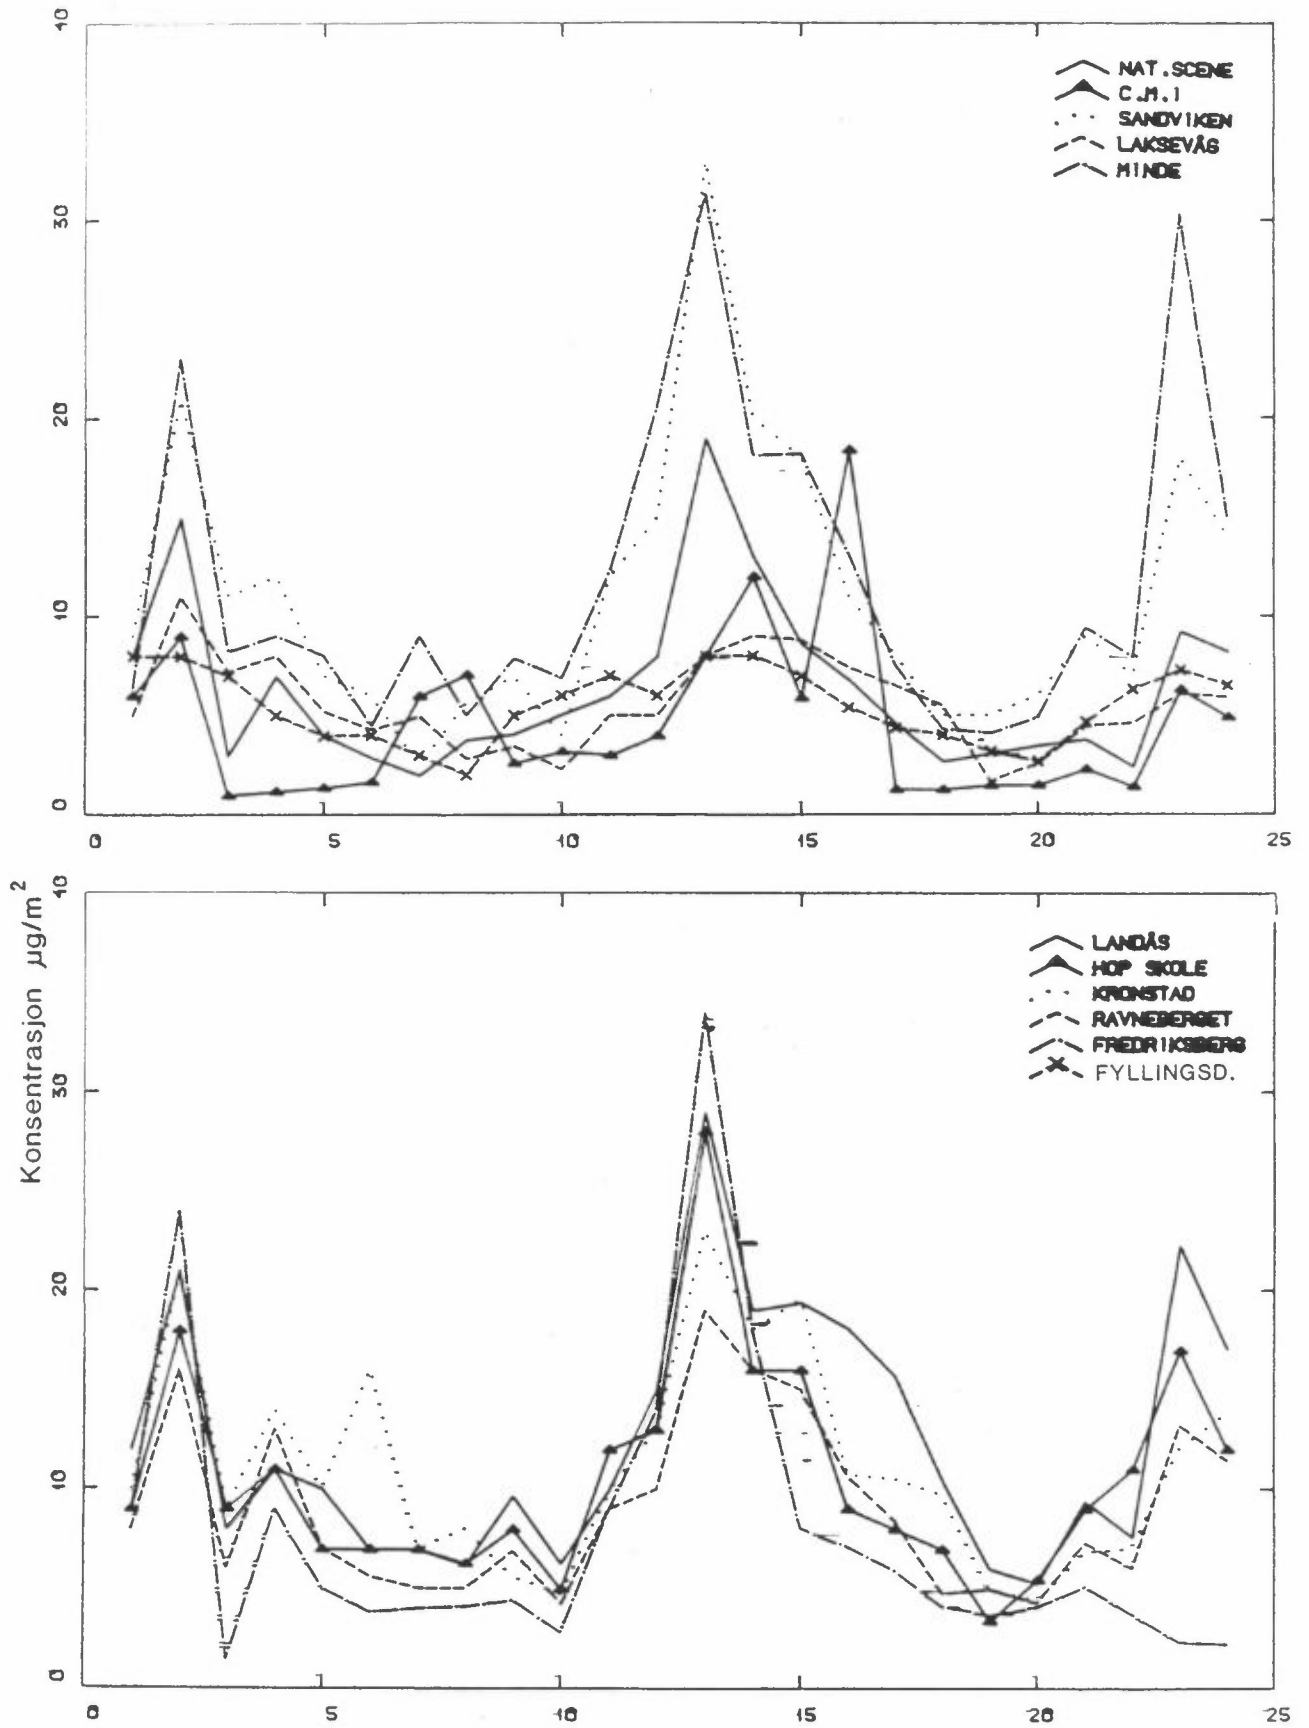 40
30
20
10
0
NAT.SCENE
C.M.I
SANDVIKEN
LAKSEVÅG
MINDE
0 5 10 15 20 25
Konsentrasjon µg/m²
40
30
20
10
0
LANDÅS
HOP SKOLE
KRONSTAD
RAVNEBERGET
FREDRIKSBERG
FYLLINGSD.
0 5 10 15 20 25